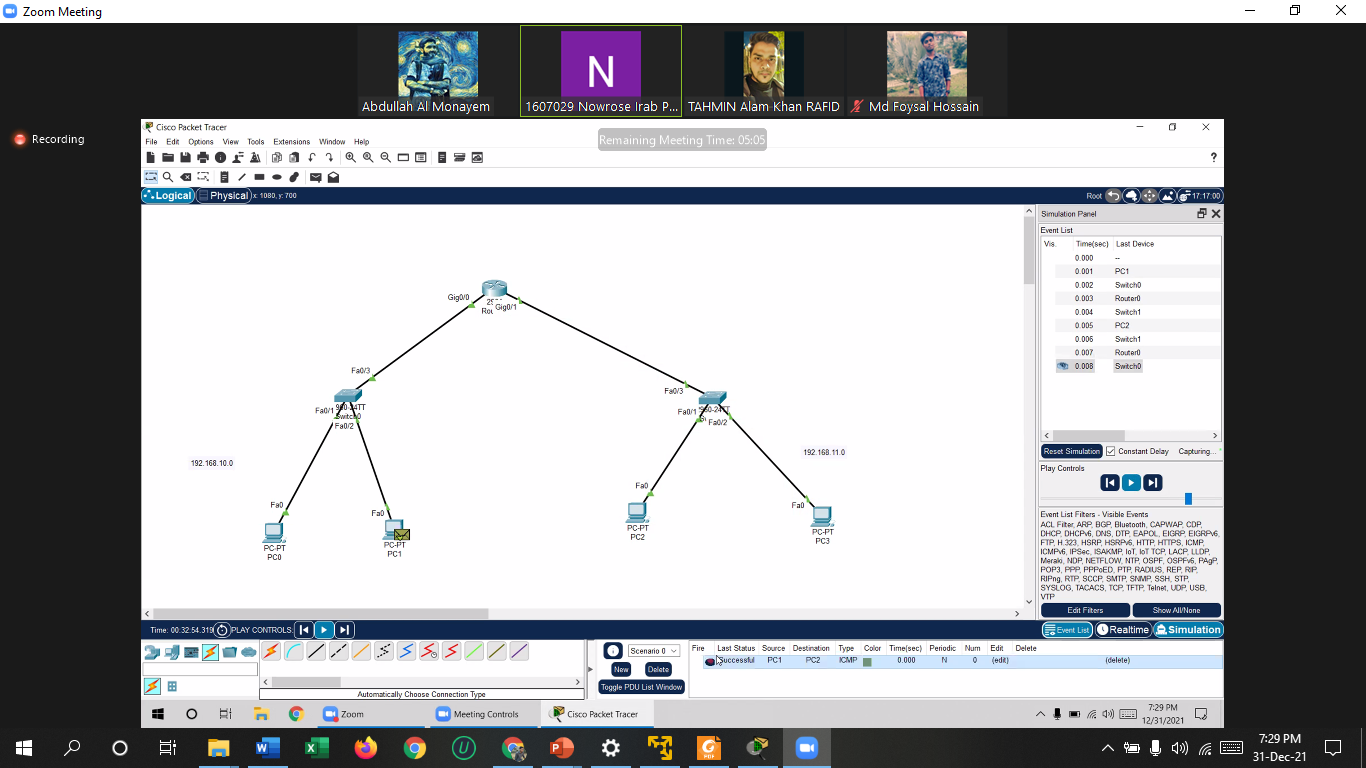 Zoom Meeting
Abdullah Al Monayem
N
1607029 Nowrose Irab P...
TAHMIN Alam Khan RAFID
Md Foysal Hossain
Recording
Cisco Packet Tracer
Remaining Meeting Time: 05:05
File Edit Options View Tools Extensions Window Help
?
Logical Physical x: 1080, y: 700
Root 17:17:00
Simulation Panel
Event List
Vis. Time(sec) Last Device
0.000 --
0.001 PC1
0.002 Switch0
0.003 Router0
0.004 Switch1
0.005 PC2
0.006 Switch1
0.007 Router0
0.008 Switch0
Gig0/0
Gig0/1
Fa0/3
Fa0/3
Fa0/1
Switch0
Fa0/2
Fa0/1
Fa0/2
192.168.10.0
192.168.11.0
Fa0
Fa0
Fa0
Fa0
PC-PT
PC0
PC-PT
PC1
PC-PT
PC2
PC-PT
PC3
Reset Simulation Constant Delay Capturing...
Play Controls
Event List Filters - Visible Events
ACL Filter, ARP, BGP, Bluetooth, CAPWAP, CDP,
DHCP, DHCPv6, DNS, DTP, EAPOL, EIGRP, EIGRPv6,
FTP, H.323, HSRP, HSRPv6, HTTP, HTTPS, ICMP,
ICMPv6, IPSec, ISAKMP, IoT, IoT TCP, LACP, LLDP,
Meraki, NDP, NETFLOW, NTP, OSPF, OSPFv6, PAgP,
POP3, PPP, PPPoED, PTP, RADIUS, REP, RIP,
RIPng, RTP, SCCP, SMTP, SNMP, SSH, STP,
SYSLOG, TACACS, TCP, TFTP, Telnet, UDP, USB,
VTP
Edit Filters Show All/None
Time: 00:32:54.319 PLAY CONTROLS:
Event List Realtime Simulation
Scenario 0
New Delete
Toggle PDU List Window
Automatically Choose Connection Type
Fire Last Status Source Destination Type Color Time(sec) Periodic Num Edit Delete
Successful PC1 PC2 ICMP 0.000 N 0 (edit) (delete)
Zoom
Meeting Controls
Cisco Packet Tracer
7:29 PM
12/31/2021
7:29 PM
31-Dec-21